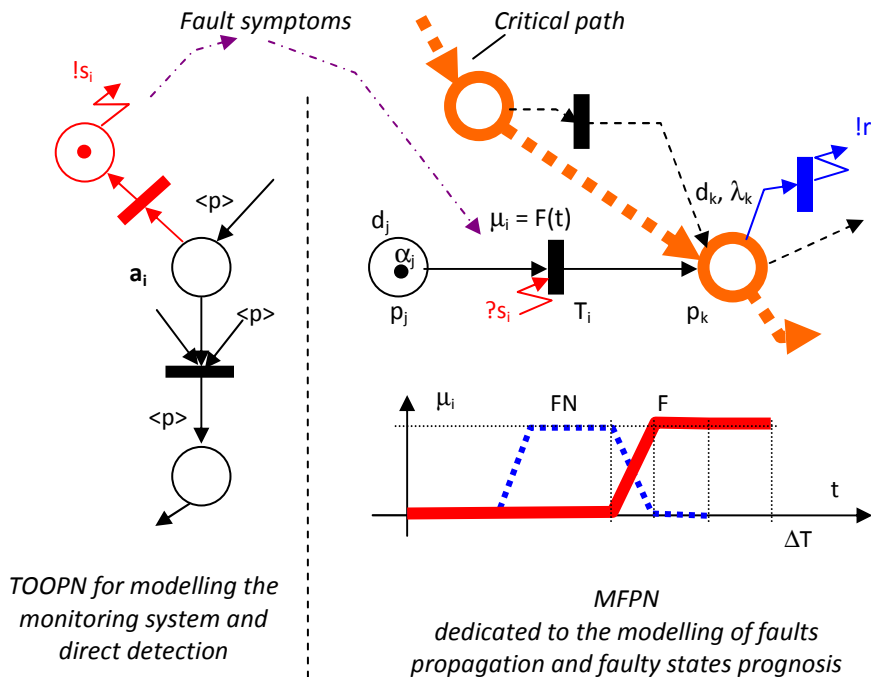 Fault symptoms
Critical path
!sᵢ
!r
<p>
dₖ, λₖ
dⱼ
μᵢ = F(t)
αⱼ
aᵢ
pⱼ
?sᵢ
Tᵢ
pₖ
<p>
<p>
μᵢ
FN
F
t
ΔT
TOOPN for modelling the
monitoring system and
direct detection
MFPN
dedicated to the modelling of faults
propagation and faulty states prognosis